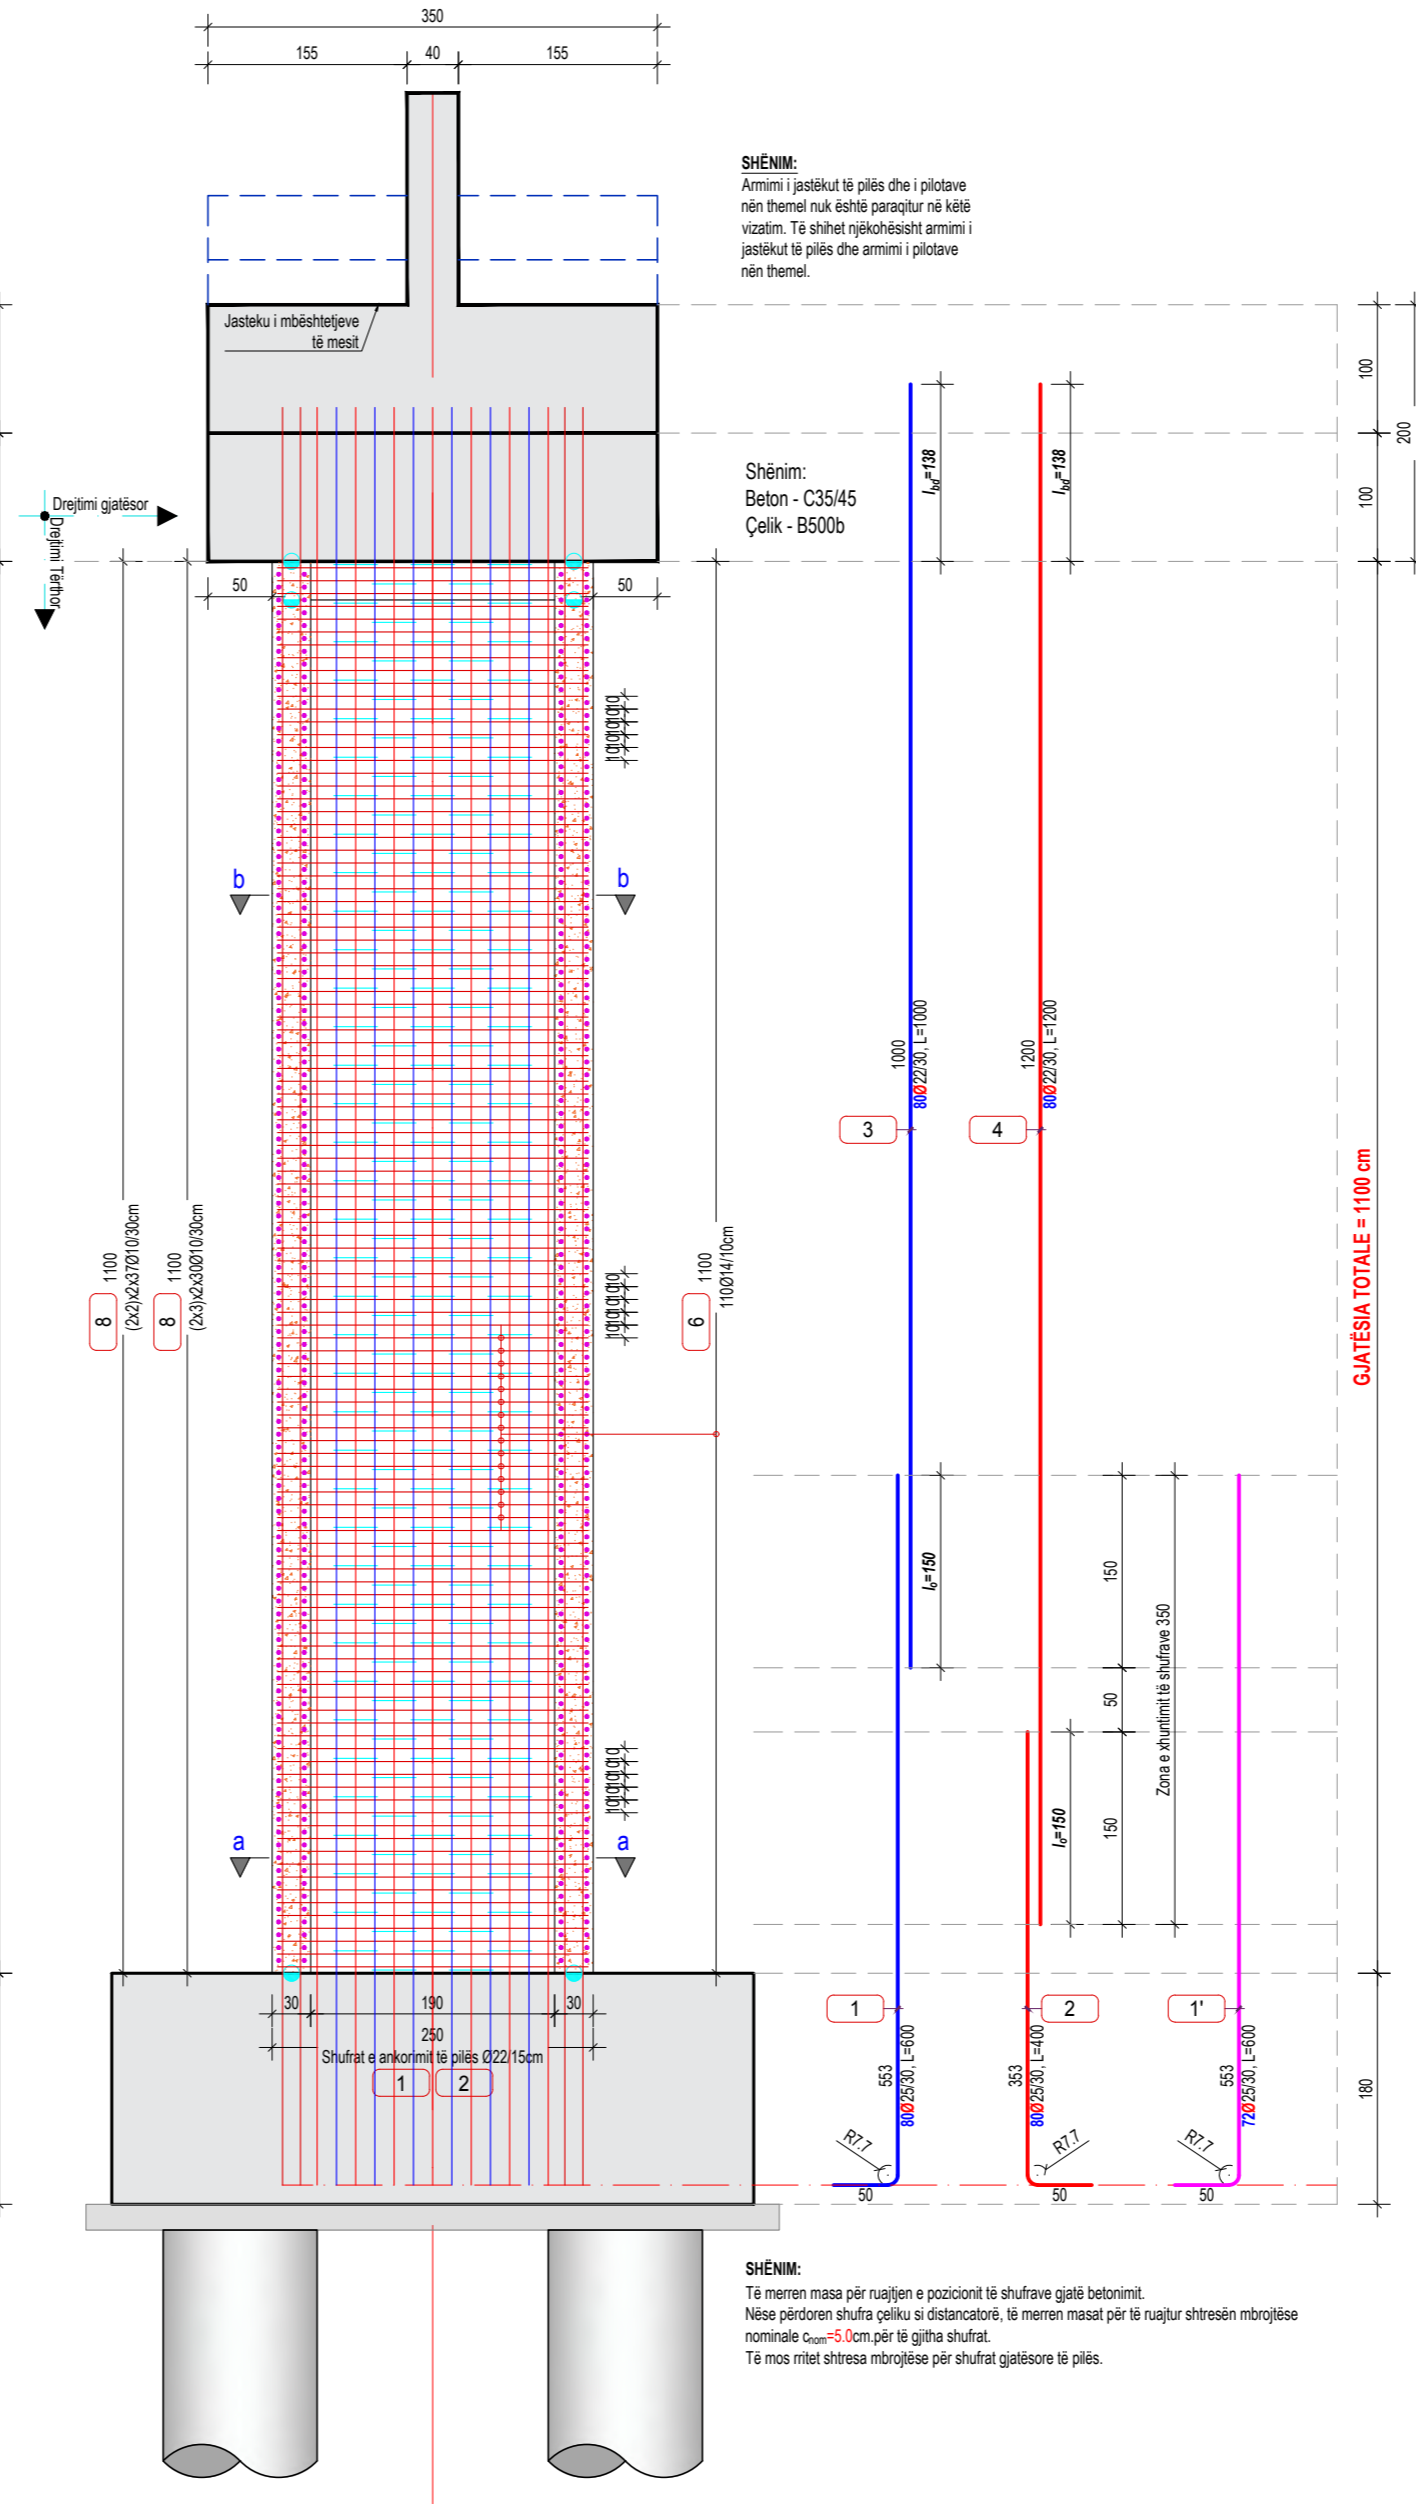 350
155
40
155
SHËNIM:
Armimi i jastëkut të pilës dhe i pilotave
nën themel nuk është paraqitur në këtë
vizatim. Të shihet njëkohësisht armimi i
jastëkut të pilës dhe armimi i pilotave
nën themel.
Jasteku i mbështetjeve
të mesit
100
200
100
lbd=138
lbd=138
Shënim:
Beton - C35/45
Çelik - B500b
Drejtimi gjatësor
Drejtimi Tërthor
50
50
101010101010
b
b
1000
80Ø22/30, L=1000
1200
80Ø22/30, L=1200
3
4
GJATËSIA TOTALE = 1100 cm
8
1100
(2x2)x2x37Ø10/30cm
8
1100
(2x3)x2x30Ø10/30cm
6
1100
110Ø14/10cm
101010101010
lo=150
150
50
150
Zona e xhuntimit të shufrave 350
lo=150
101010101010
a
a
30
190
30
250
Shufrat e ankorimit të pilës Ø22/15cm
1
2
1
2
1'
553
80Ø25/30, L=600
353
80Ø25/30, L=400
553
72Ø25/30, L=600
180
R7.7
R7.7
R7.7
50
50
50
SHËNIM:
Të merren masa për ruajtjen e pozicionit të shufrave gjatë betonimit.
Nëse përdoren shufra çeliku si distancatorë, të merren masat për të ruajtur shtresën mbrojtëse
nominale cnom=5.0cm.për të gjitha shufrat.
Të mos rritet shtresa mbrojtëse për shufrat gjatësore të pilës.